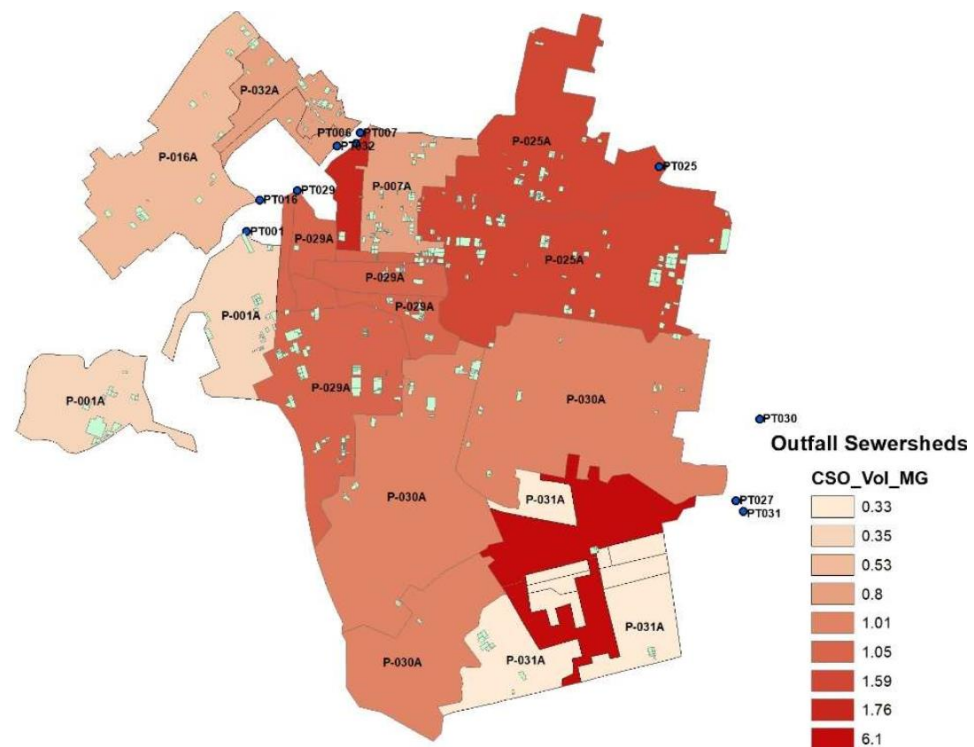 P-032A
PT006
PT007
PT032
P-016A
P-025A
PT025
P-007A
PT029
PT016
PT001
P-029A
P-025A
P-029A
P-029A
P-001A
P-029A
P-001A
P-030A
PT030
Outfall Sewersheds
CSO_Vol_MG
P-030A
P-031A
PT027
PT031
0.33
0.35
0.53
0.8
1.01
P-031A
1.05
P-030A
P-031A
1.59
1.76
6.1